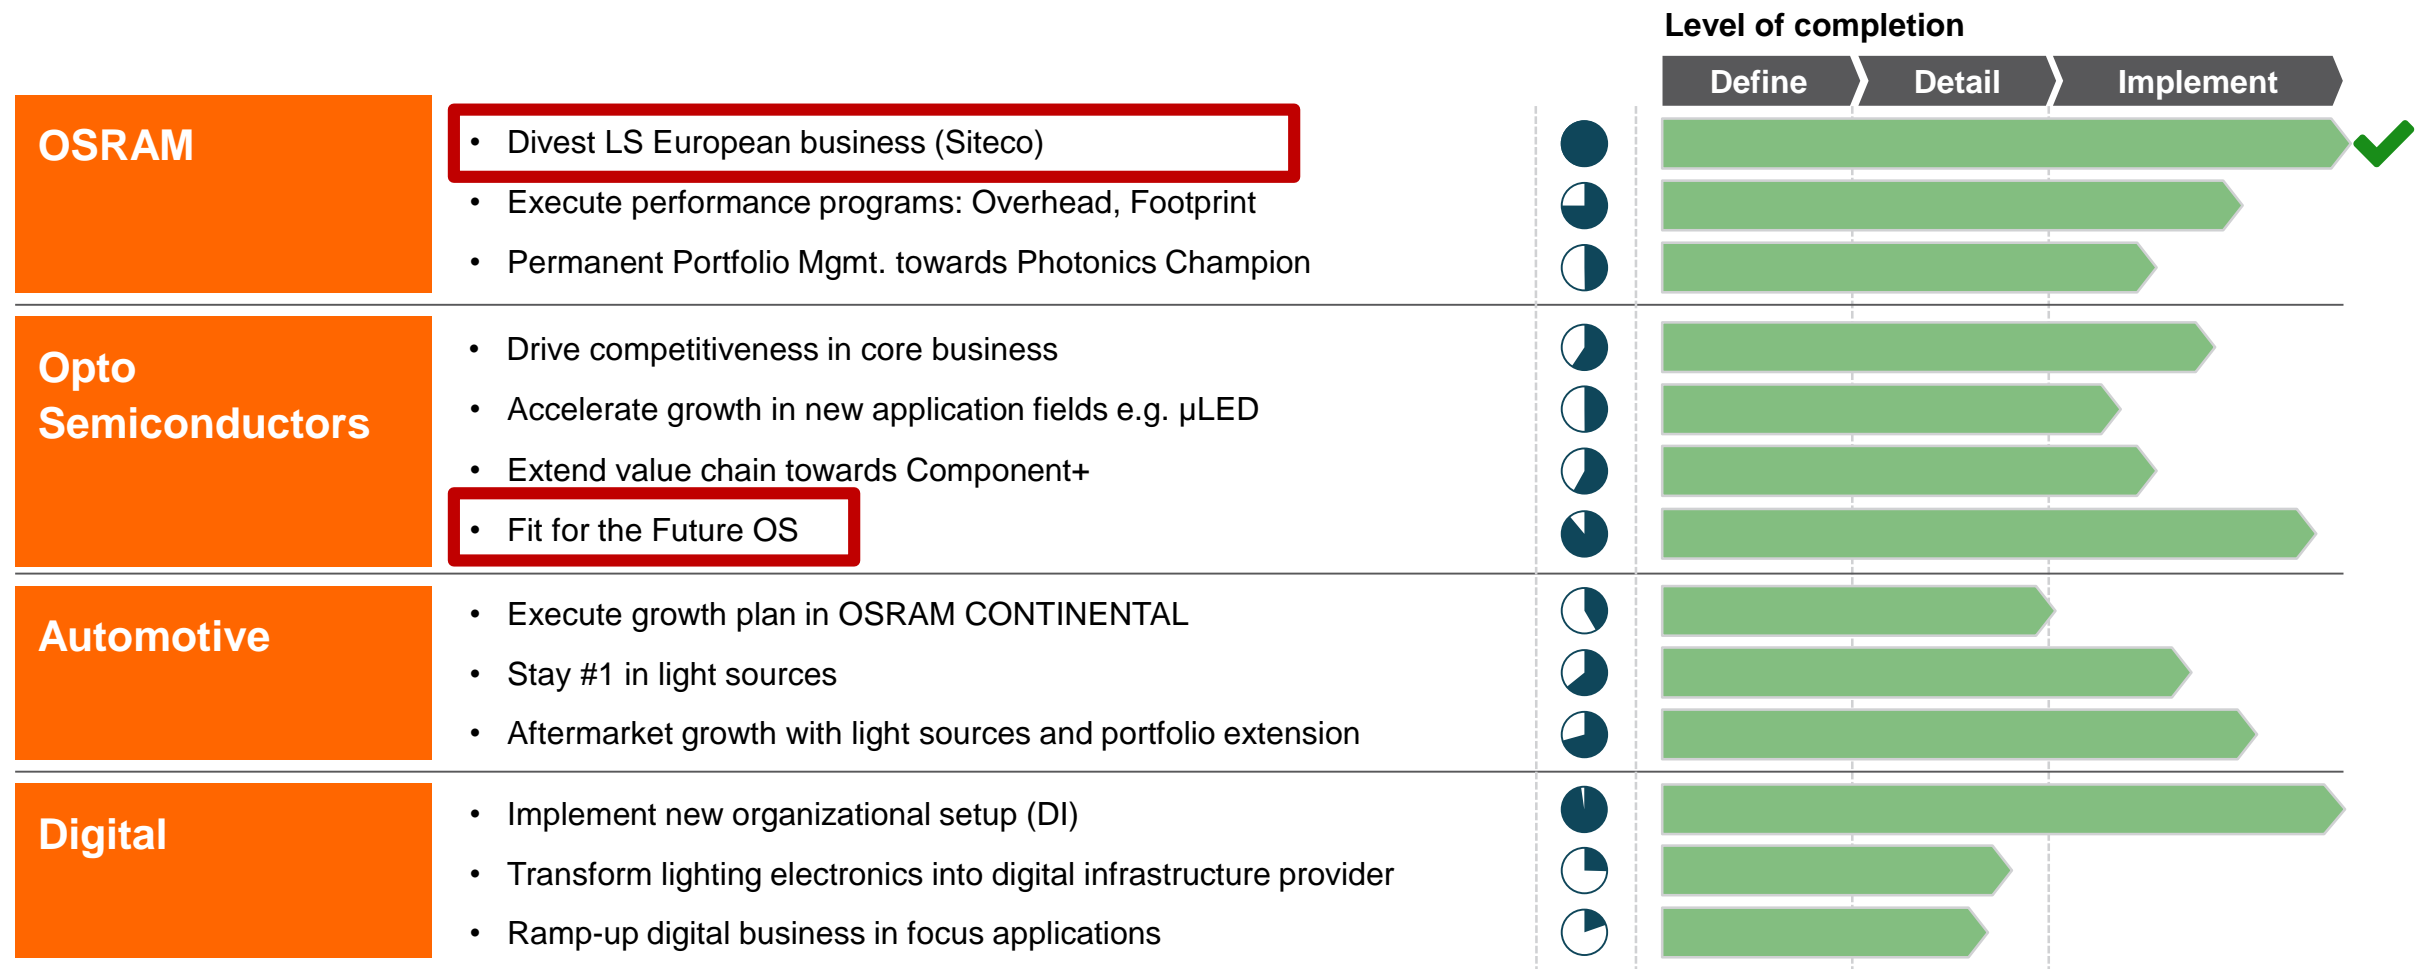 Level of completion
Define
Detail
Implement
OSRAM
• Divest LS European business (Siteco)
• Execute performance programs: Overhead, Footprint
• Permanent Portfolio Mgmt. towards Photonics Champion
Opto
Semiconductors
• Drive competitiveness in core business
• Accelerate growth in new application fields e.g. µLED
• Extend value chain towards Component+
• Fit for the Future OS
Automotive
• Execute growth plan in OSRAM CONTINENTAL
• Stay #1 in light sources
• Aftermarket growth with light sources and portfolio extension
Digital
• Implement new organizational setup (DI)
• Transform lighting electronics into digital infrastructure provider
• Ramp-up digital business in focus applications